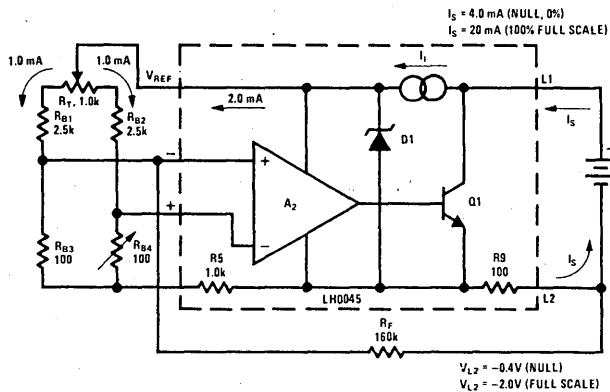 I_S = 4.0 mA (NULL, 0%)
I_S = 20 mA (100% FULL SCALE)
1.0 mA
1.0 mA
V_REF
I_1
L1
R_T, 1.0k
2.0 mA
I_S
R_B1
2.5k
R_B2
2.5k
D1
-
+
A_2
Q1
+
-
R_B3
100
R_B4
100
R5
1.0k
R9
100
I_S
LH0045
L2
R_F
160k
V_L2 = -0.4V (NULL)
V_L2 = -2.0V (FULL SCALE)